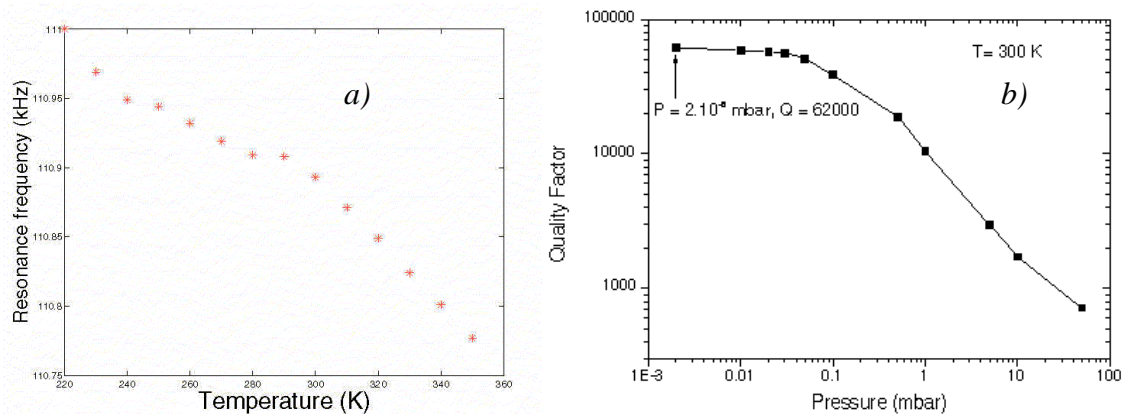 111
110.95
110.9
110.85
110.8
110.75
220 240 260 280 300 320 340 360
Resonance frequency (kHz)
Temperature (K)
a)
100000
10000
1000
1E-3 0.01 0.1 1 10 100
Quality Factor
Pressure (mbar)
T= 300 K
b)
P = 2.10⁻⁶ mbar, Q = 62000